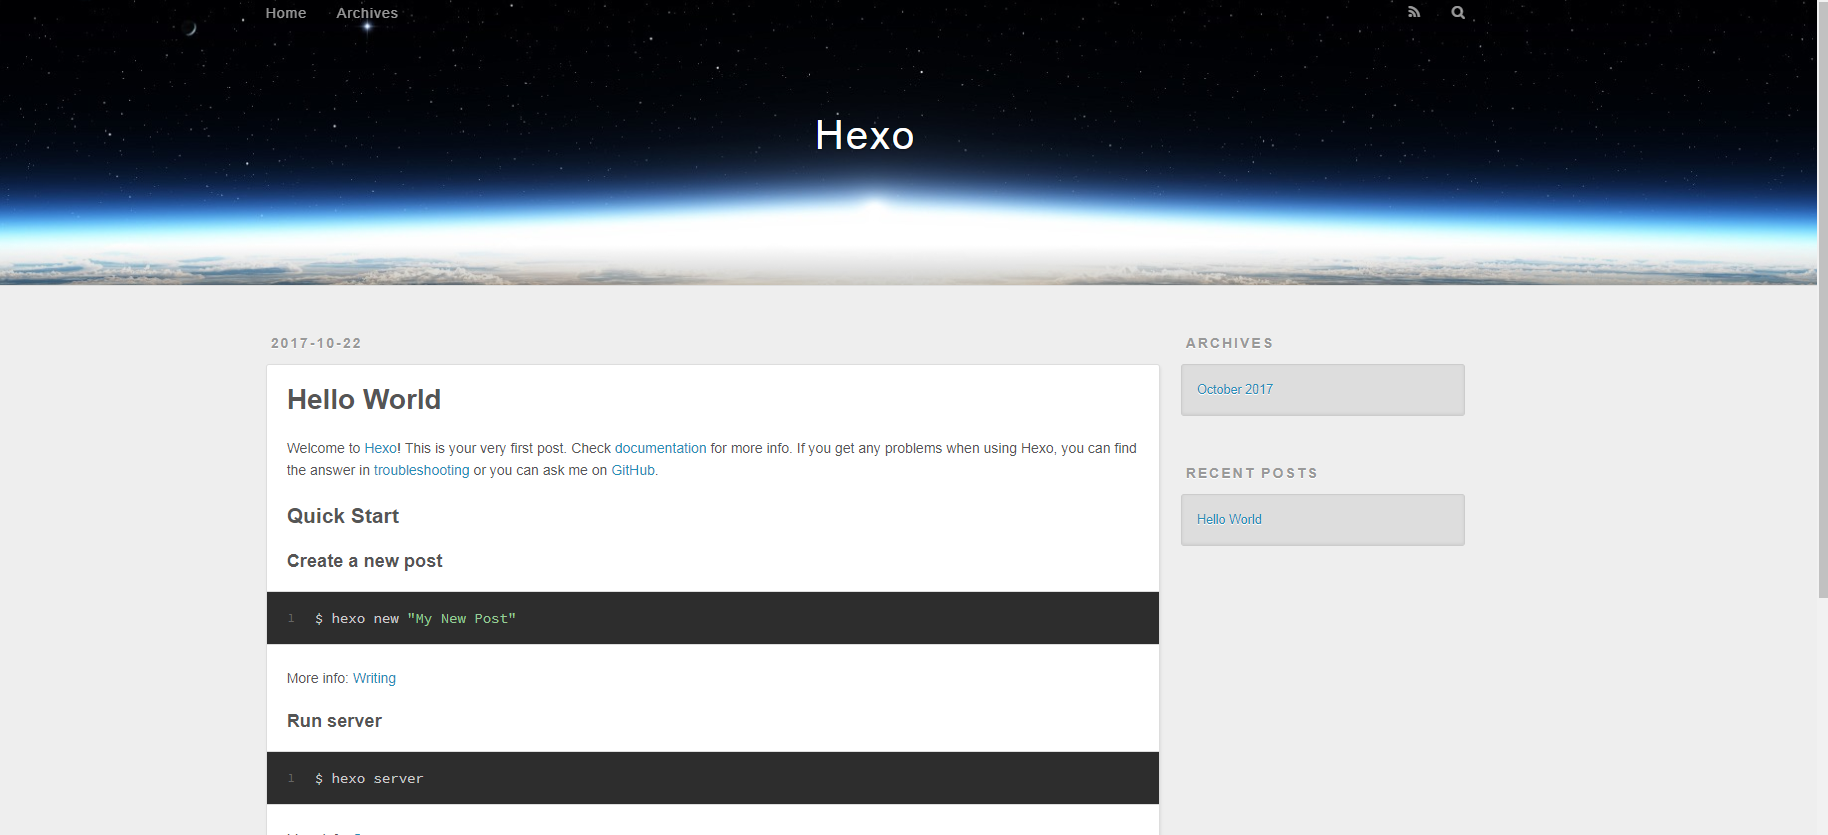 Home Archives
Hexo
2017-10-22
Hello World
Welcome to Hexo! This is your very first post. Check documentation for more info. If you get any problems when using Hexo, you can find
the answer in troubleshooting or you can ask me on GitHub.
Quick Start
Create a new post
1 $ hexo new "My New Post"
More info: Writing
Run server
1 $ hexo server
ARCHIVES
October 2017
RECENT POSTS
Hello World